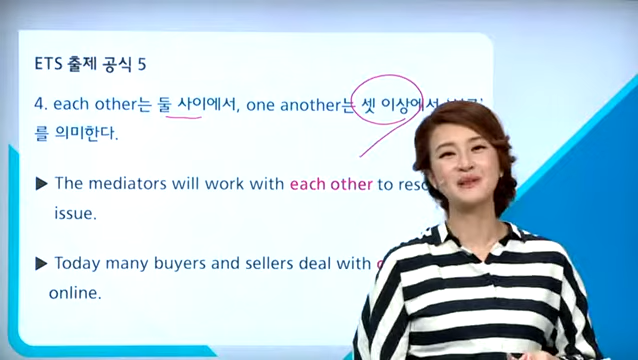 ETS 출제 공식 5
4. each other는 둘 사이에서, one another는 셋 이상에서
를 의미한다.
▶ The mediators will work with each other to
issue.
▶ Today many buyers and sellers deal with
online.